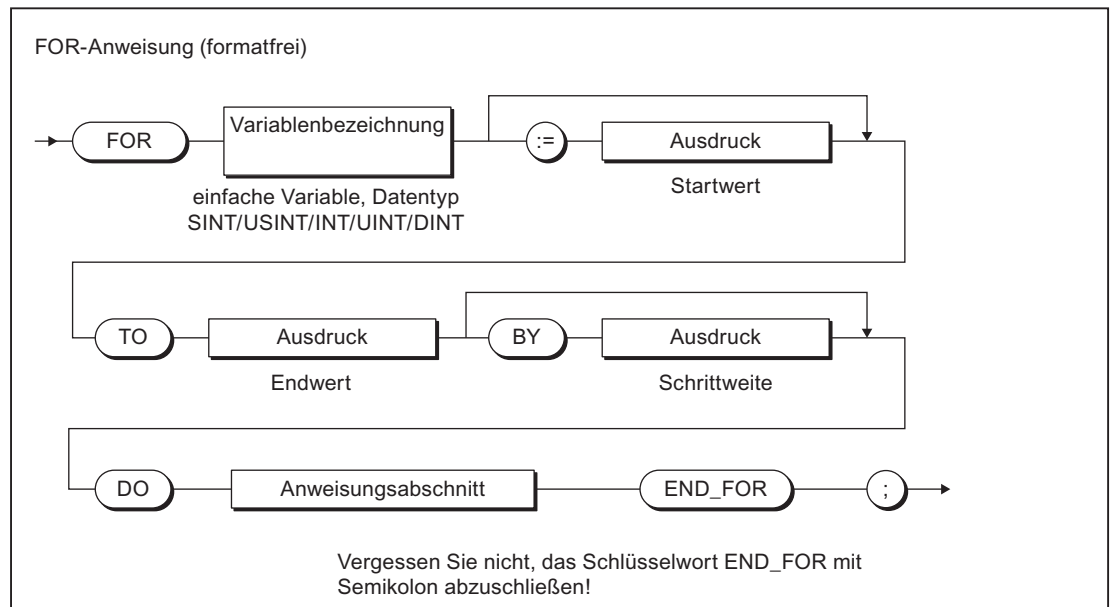 FOR-Anweisung (formatfrei)
FOR
Variablenbezeichnung
:=
Ausdruck
einfache Variable, Datentyp
SINT/USINT/INT/UINT/DINT
Startwert
TO
Ausdruck
BY
Ausdruck
Endwert
Schrittweite
DO
Anweisungsabschnitt
END_FOR
;
Vergessen Sie nicht, das Schlüsselwort END_FOR mit
Semikolon abzuschließen!